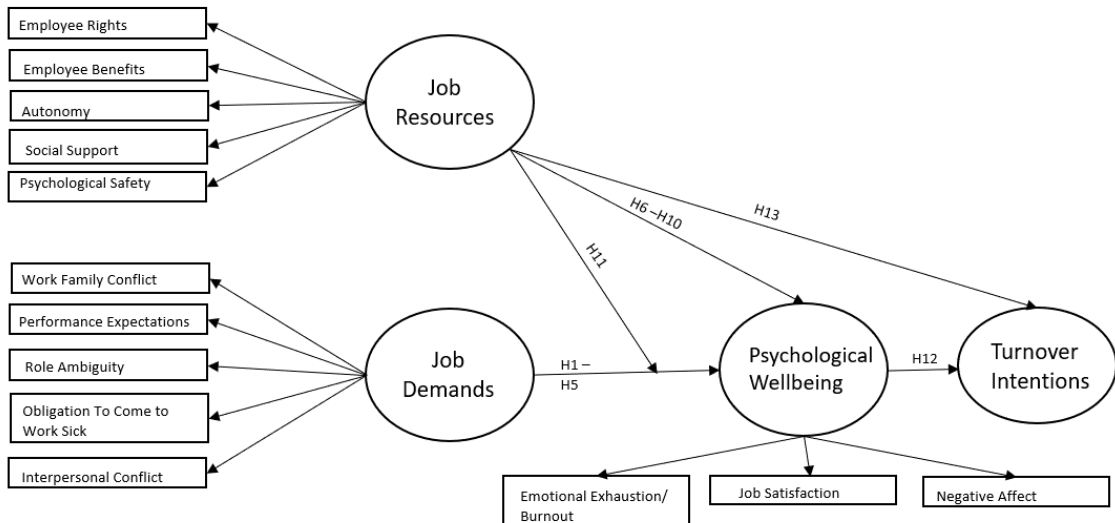 Employee Rights
Employee Benefits
Autonomy
Social Support
Psychological Safety
Job
Resources
H6 –H10
H13
H11
Work Family Conflict
Performance Expectations
Role Ambiguity
Obligation To Come to
Work Sick
Interpersonal Conflict
Job
Demands
H1 –
H5
Psychological
Wellbeing
H12
Turnover
Intentions
Emotional Exhaustion/
Burnout
Job Satisfaction
Negative Affect